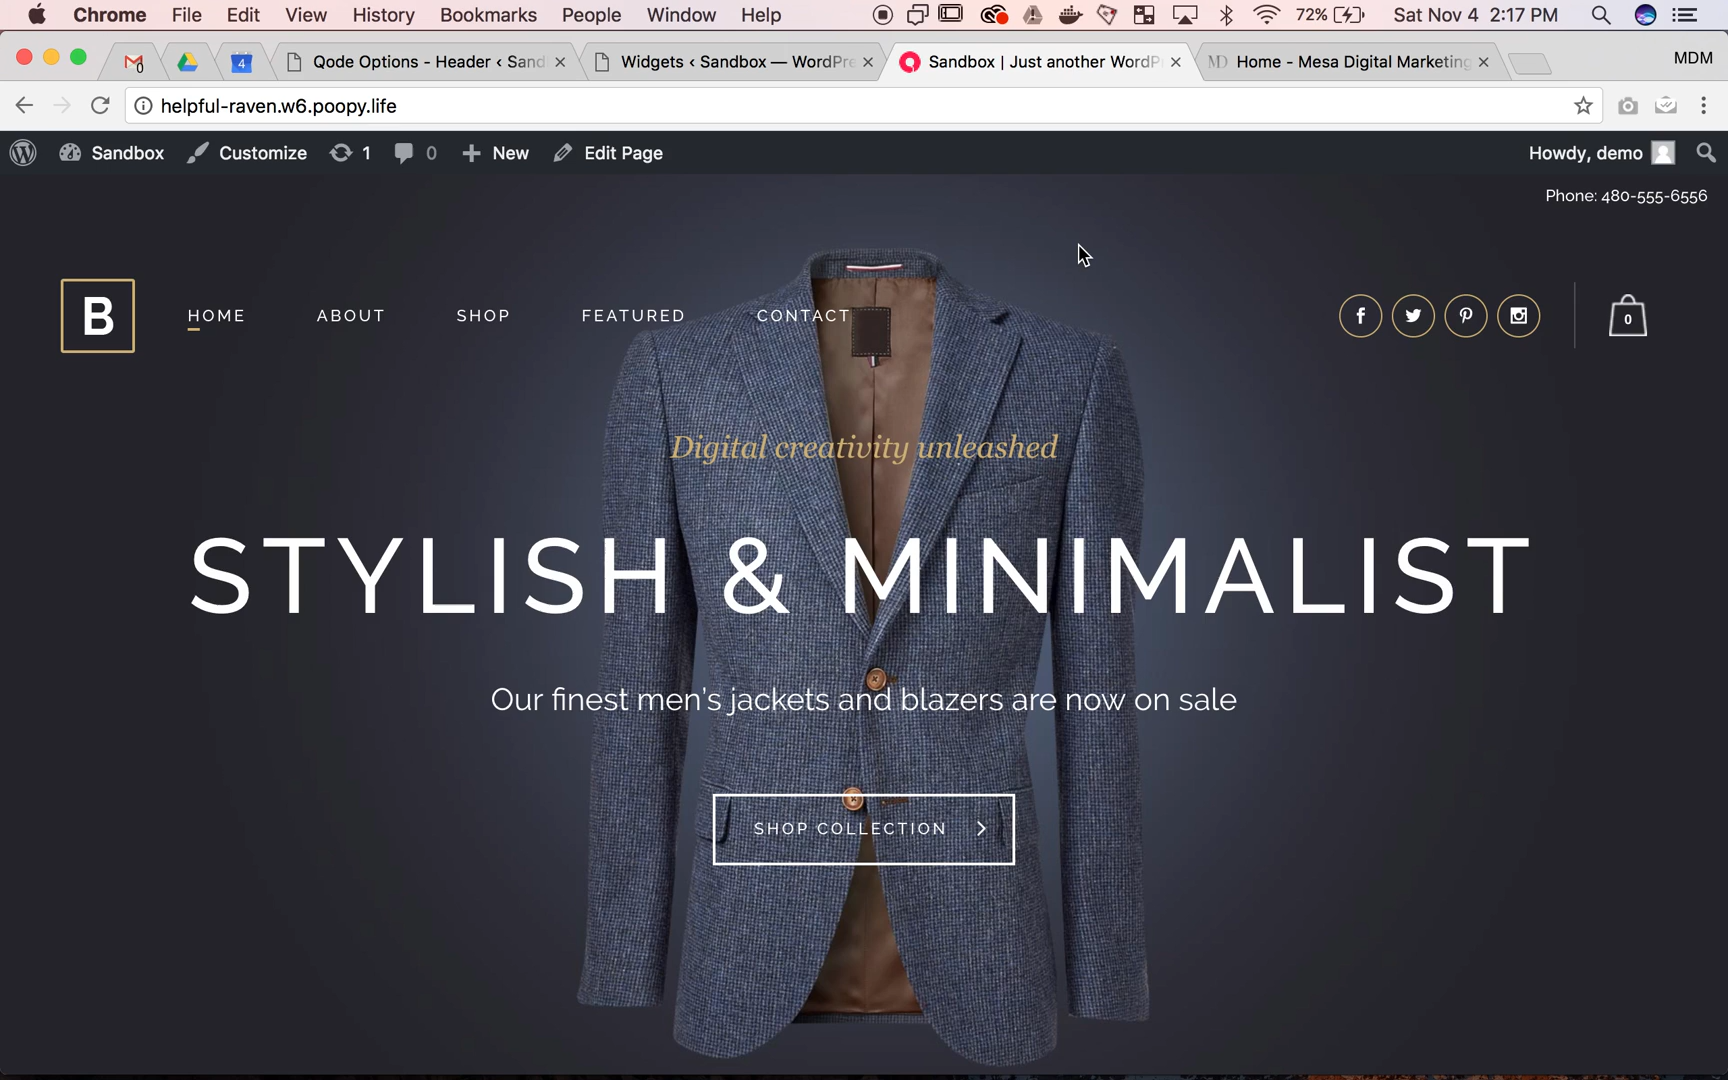 Chrome File Edit View History Bookmarks People Window Help 72% Sat Nov 4 2:17 PM
4 Qode Options - Header ‹ Sand Widgets ‹ Sandbox — WordPre Sandbox | Just another WordP MD Home - Mesa Digital Marketing MDM
helpful-raven.w6.poopy.life
Sandbox Customize 1 0 New Edit Page Howdy, demo
Phone: 480-555-6556
B HOME ABOUT SHOP FEATURED CONTACT 0
Digital creativity unleashed
STYLISH & MINIMALIST
Our finest men's jackets and blazers are now on sale
SHOP COLLECTION